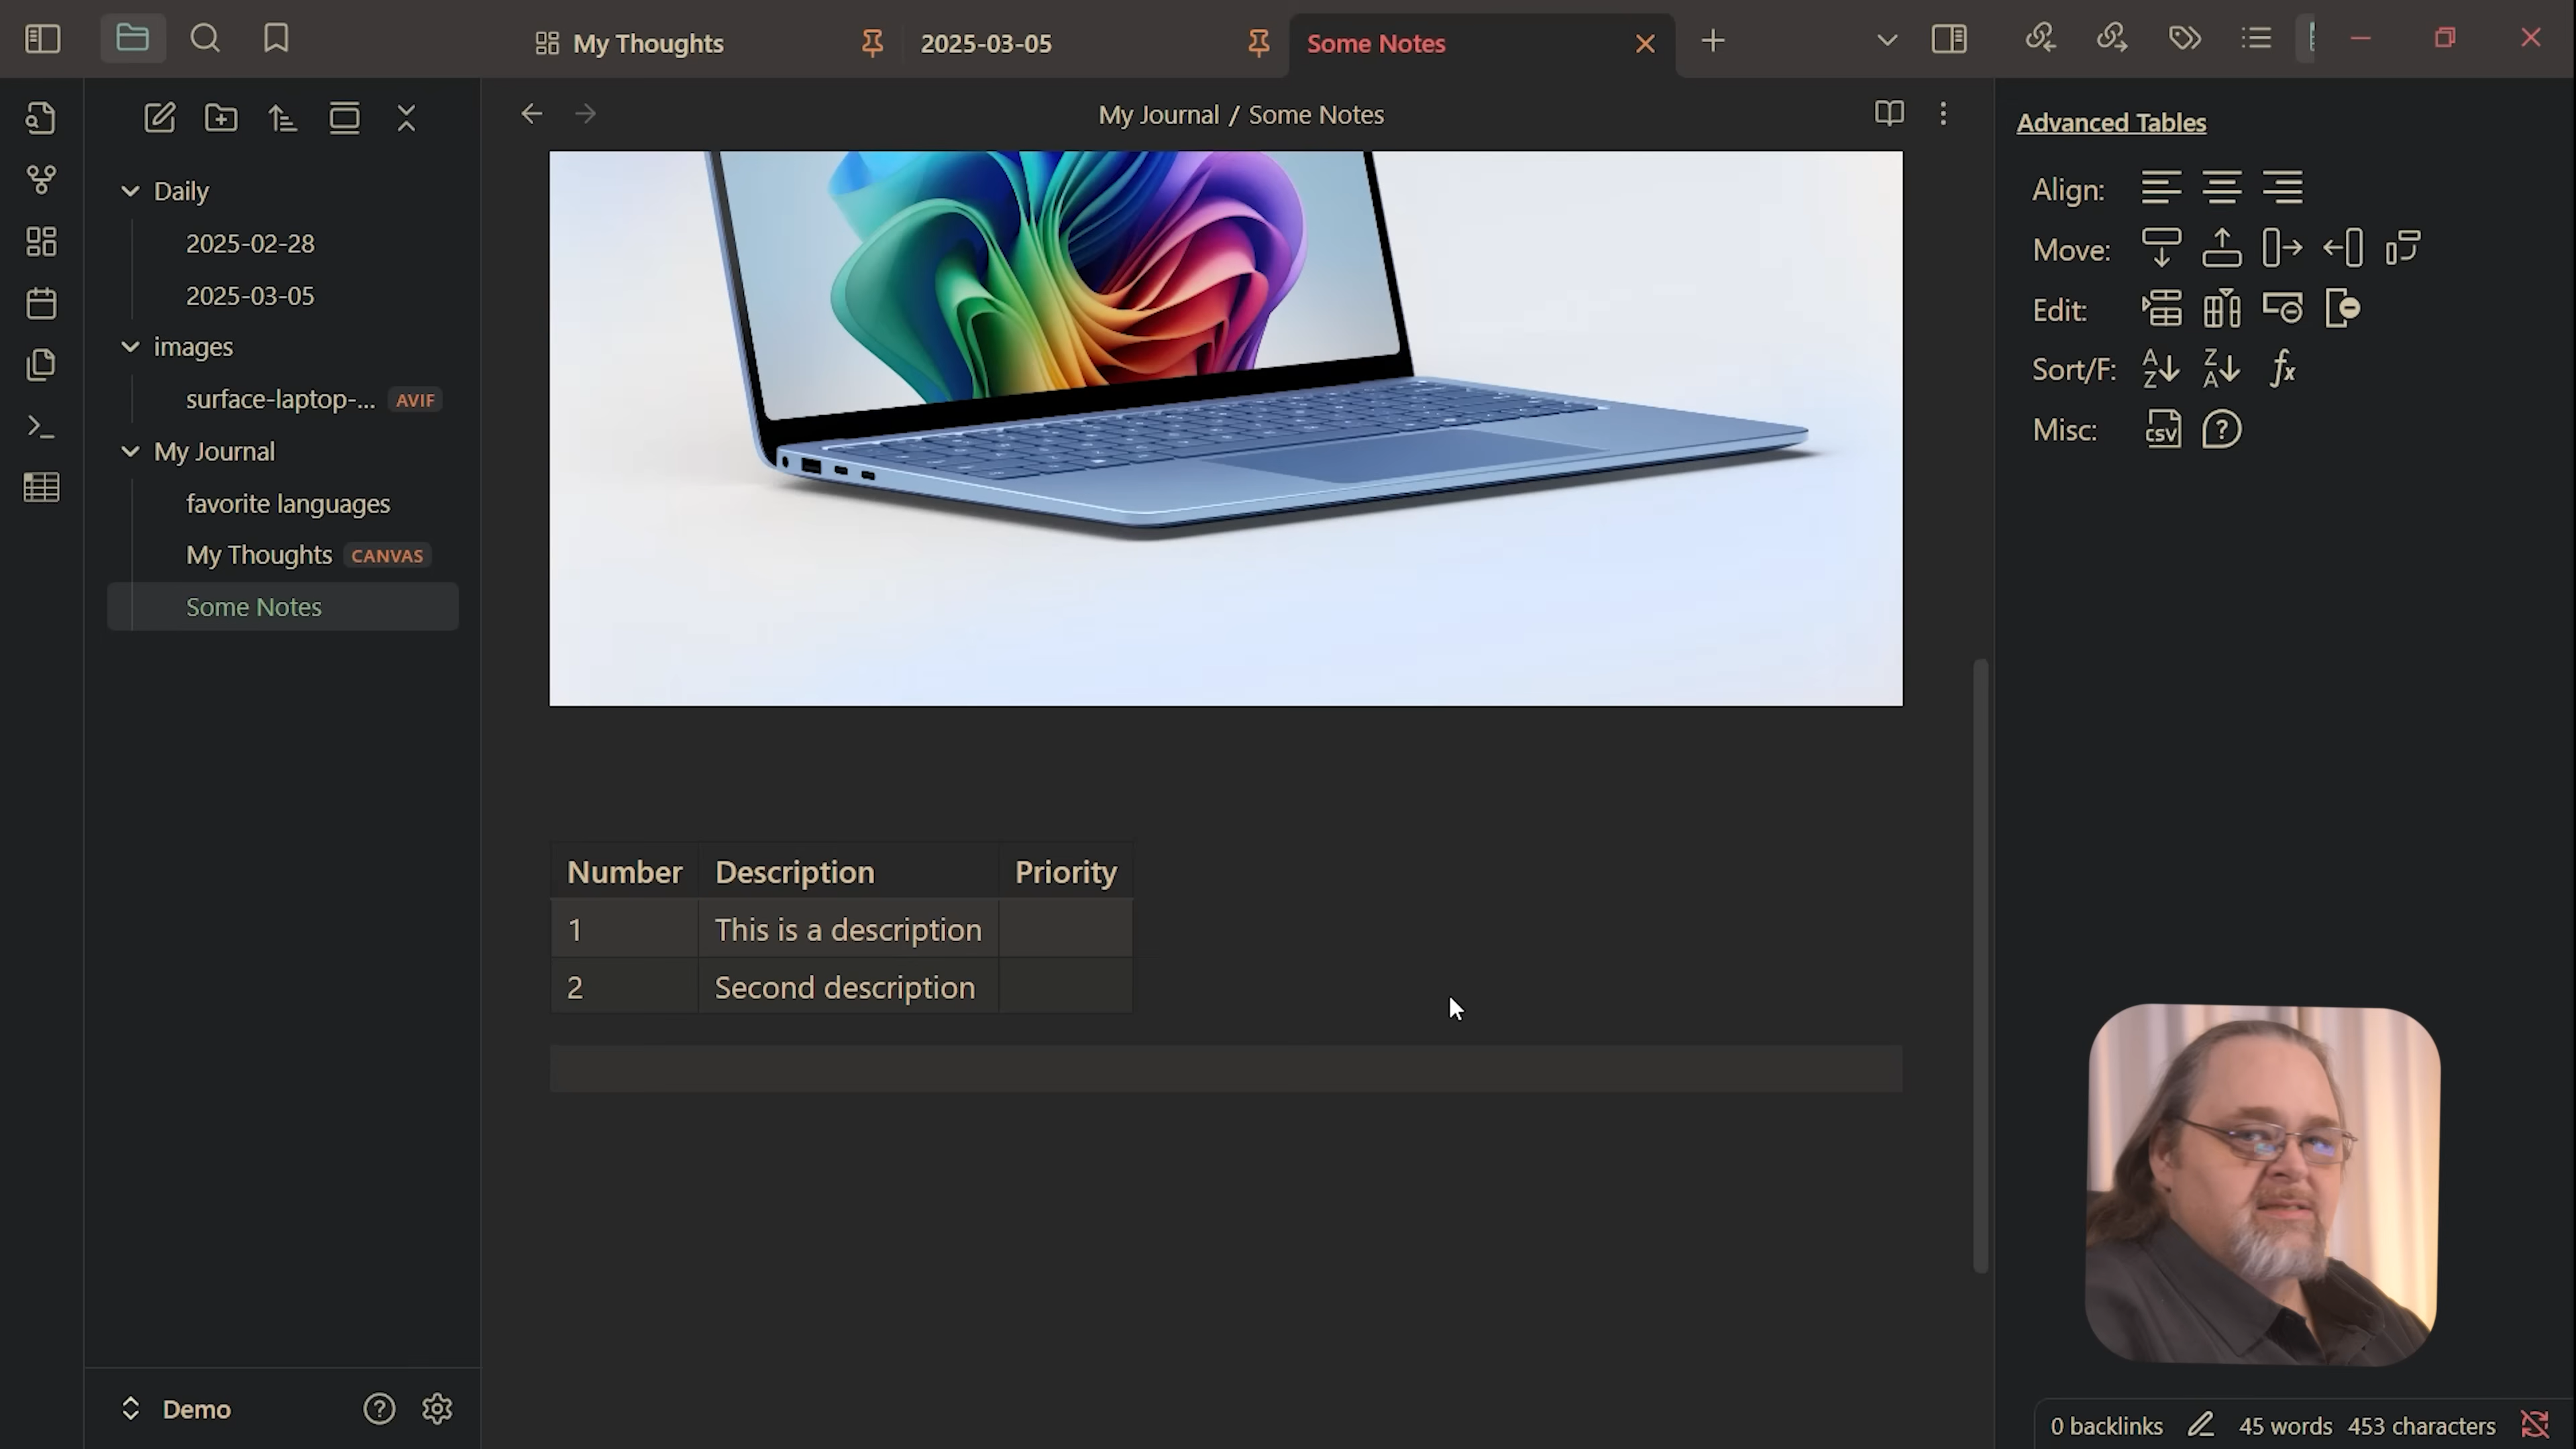 My Thoughts
2025-03-05
Some Notes
My Journal / Some Notes
Daily
2025-02-28
2025-03-05
images
surface-laptop-... AVIF
My Journal
favorite languages
My Thoughts CANVAS
Some Notes
Demo
Number Description Priority
1 This is a description
2 Second description
Advanced Tables
Align:
Move:
Edit:
Sort/F:
Misc:
CSV
0 backlinks 45 words 453 characters